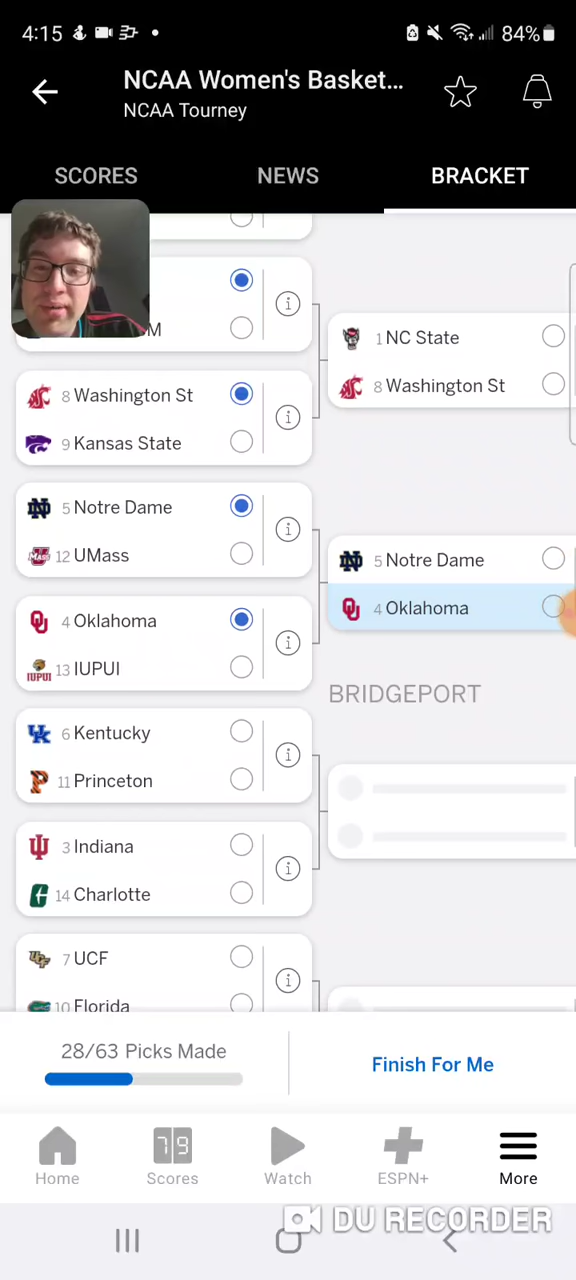 4:15
84%
NCAA Women's Basket...
NCAA Tourney
SCORES NEWS BRACKET
M
1 NC State
8 Washington St
8 Washington St
9 Kansas State
5 Notre Dame
12 UMass
5 Notre Dame
4 Oklahoma
4 Oklahoma
IUPUI 13 IUPUI
BRIDGEPORT
6 Kentucky
11 Princeton
3 Indiana
14 Charlotte
7 UCF
10 Florida
28/63 Picks Made
Finish For Me
79
Home Scores Watch ESPN+ More
DU RECORDER